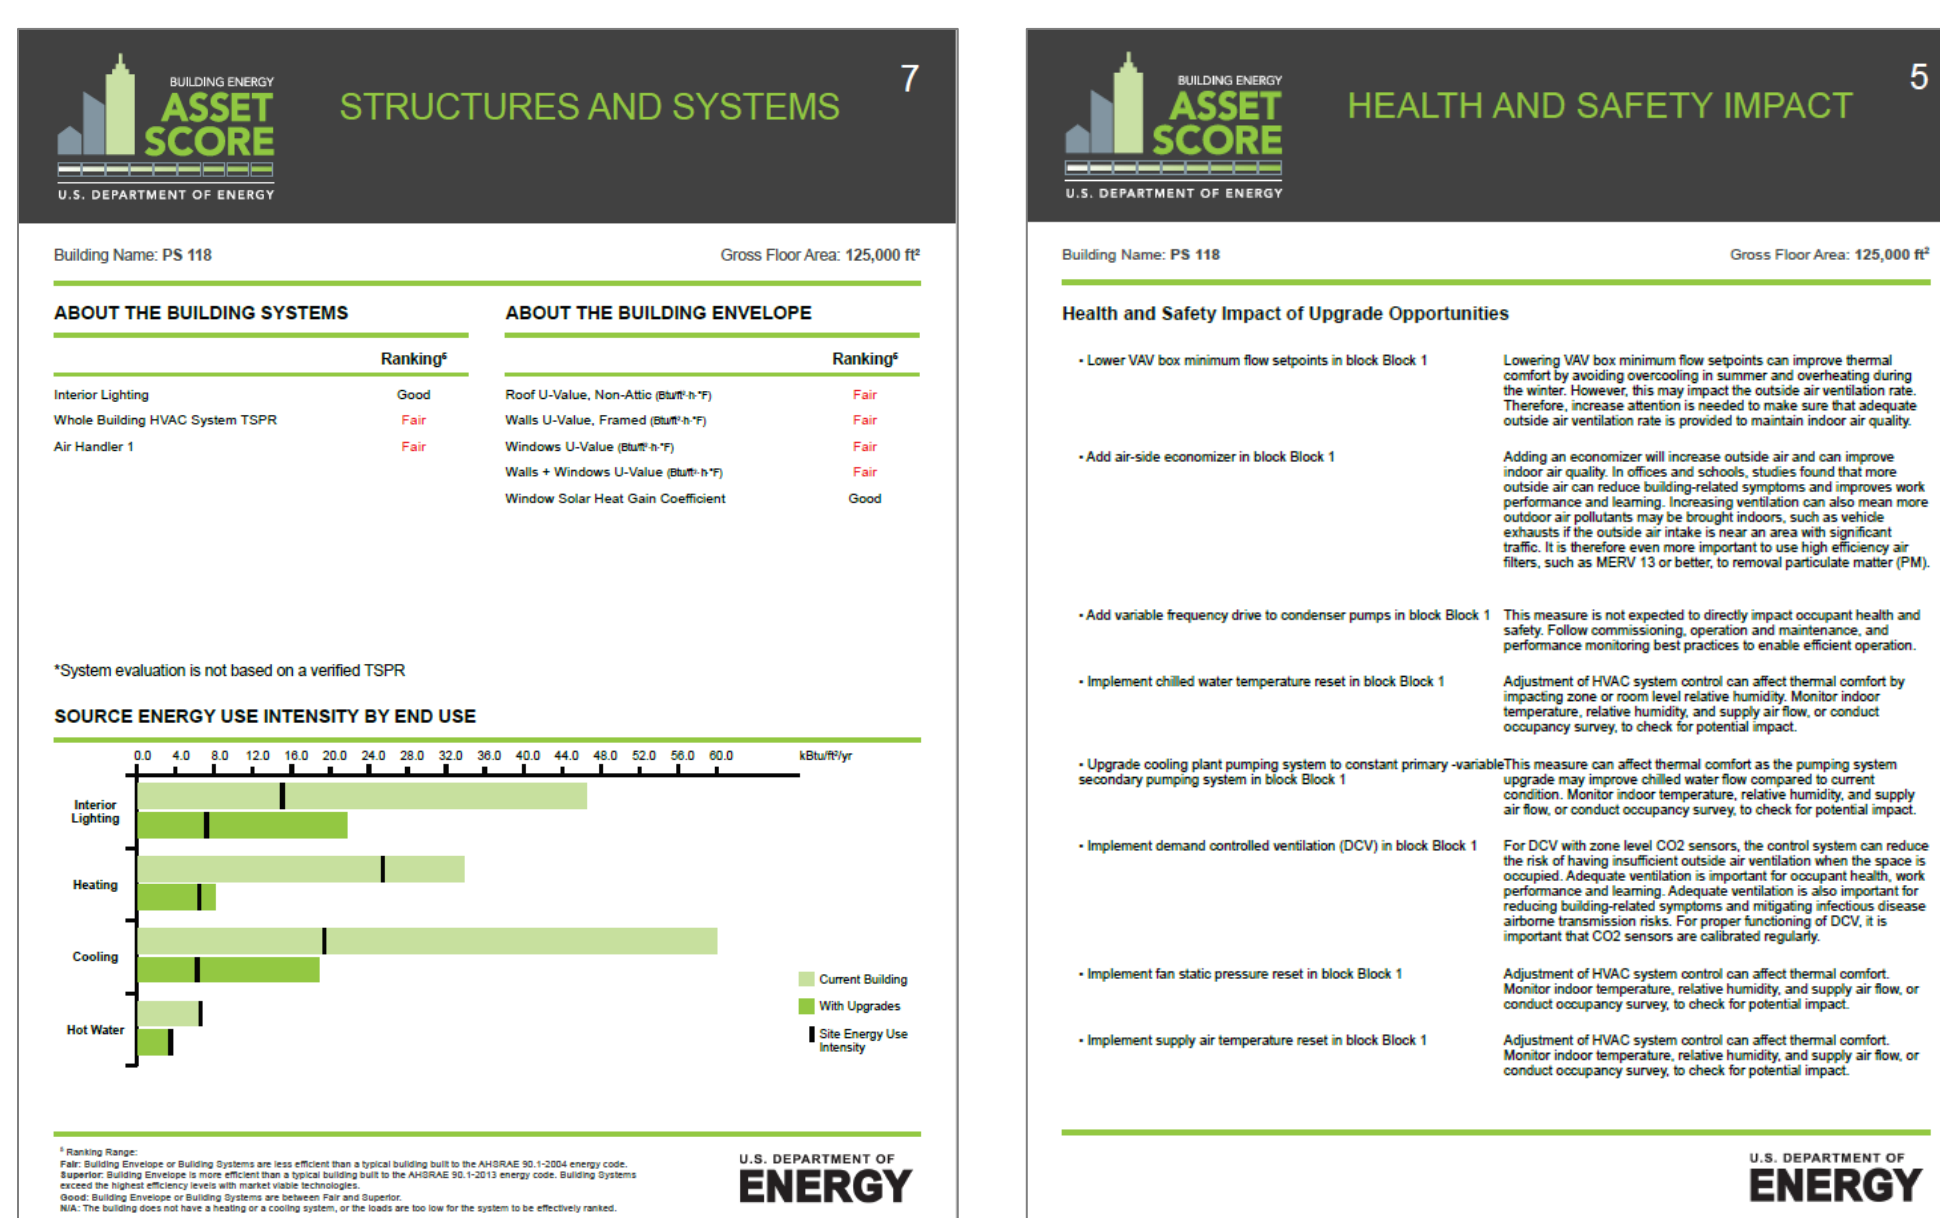 BUILDING ENERGY
ASSET
SCORE
U.S. DEPARTMENT OF ENERGY
STRUCTURES AND SYSTEMS
7
Building Name: PS 118
Gross Floor Area: 125,000 ft²
ABOUT THE BUILDING SYSTEMS
Ranking⁵
Interior Lighting Good
Whole Building HVAC System TSPR Fair
Air Handler 1 Fair
ABOUT THE BUILDING ENVELOPE
Ranking⁵
Roof U-Value, Non-Attic (Btu/ft²·h·°F) Fair
Walls U-Value, Framed (Btu/ft²·h·°F) Fair
Windows U-Value (Btu/ft²·h·°F) Fair
Walls + Windows U-Value (Btu/ft²·h·°F) Fair
Window Solar Heat Gain Coefficient Good
*System evaluation is not based on a verified TSPR
SOURCE ENERGY USE INTENSITY BY END USE
0.0 4.0 8.0 12.0 16.0 20.0 24.0 28.0 32.0 36.0 40.0 44.0 48.0 52.0 56.0 60.0 kBtu/ft²/yr
Interior
Lighting
Heating
Cooling
Hot Water
Current Building
With Upgrades
Site Energy Use
Intensity
⁵ Ranking Range:
Fair: Building Envelope or Building Systems are less efficient than a typical building built to the AHSRAE 90.1-2004 energy code.
Superior: Building Envelope is more efficient than a typical building built to the AHSRAE 90.1-2013 energy code. Building Systems
exceed the highest efficiency levels with market viable technologies.
Good: Building Envelope or Building Systems are between Fair and Superior.
N/A: The building does not have a heating or a cooling system, or the loads are too low for the system to be effectively ranked.
U.S. DEPARTMENT OF
ENERGY
BUILDING ENERGY
ASSET
SCORE
U.S. DEPARTMENT OF ENERGY
HEALTH AND SAFETY IMPACT
5
Building Name: PS 118
Gross Floor Area: 125,000 ft²
Health and Safety Impact of Upgrade Opportunities
• Lower VAV box minimum flow setpoints in block Block 1
Lowering VAV box minimum flow setpoints can improve thermal
comfort by avoiding overcooling in summer and overheating during
the winter. However, this may impact the outside air ventilation rate.
Therefore, increase attention is needed to make sure that adequate
outside air ventilation rate is provided to maintain indoor air quality.
• Add air-side economizer in block Block 1
Adding an economizer will increase outside air and can improve
indoor air quality. In offices and schools, studies found that more
outside air can reduce building-related symptoms and improves work
performance and learning. Increasing ventilation can also mean more
outdoor air pollutants may be brought indoors, such as vehicle
exhausts if the outside air intake is near an area with significant
traffic. It is therefore even more important to use high efficiency air
filters, such as MERV 13 or better, to removal particulate matter (PM).
• Add variable frequency drive to condenser pumps in block Block 1
This measure is not expected to directly impact occupant health and
safety. Follow commissioning, operation and maintenance, and
performance monitoring best practices to enable efficient operation.
• Implement chilled water temperature reset in block Block 1
Adjustment of HVAC system control can affect thermal comfort by
impacting zone or room level relative humidity. Monitor indoor
temperature, relative humidity, and supply air flow, or conduct
occupancy survey, to check for potential impact.
• Upgrade cooling plant pumping system to constant primary -variable
secondary pumping system in block Block 1
This measure can affect thermal comfort as the pumping system
upgrade may improve chilled water flow compared to current
condition. Monitor indoor temperature, relative humidity, and supply
air flow, or conduct occupancy survey, to check for potential impact.
• Implement demand controlled ventilation (DCV) in block Block 1
For DCV with zone level CO2 sensors, the control system can reduce
the risk of having insufficient outside air ventilation when the space is
occupied. Adequate ventilation is important for occupant health, work
performance and learning. Adequate ventilation is also important for
reducing building-related symptoms and mitigating infectious disease
airborne transmission risks. For proper functioning of DCV, it is
important that CO2 sensors are calibrated regularly.
• Implement fan static pressure reset in block Block 1
Adjustment of HVAC system control can affect thermal comfort.
Monitor indoor temperature, relative humidity, and supply air flow, or
conduct occupancy survey, to check for potential impact.
• Implement supply air temperature reset in block Block 1
Adjustment of HVAC system control can affect thermal comfort.
Monitor indoor temperature, relative humidity, and supply air flow, or
conduct occupancy survey, to check for potential impact.
U.S. DEPARTMENT OF
ENERGY